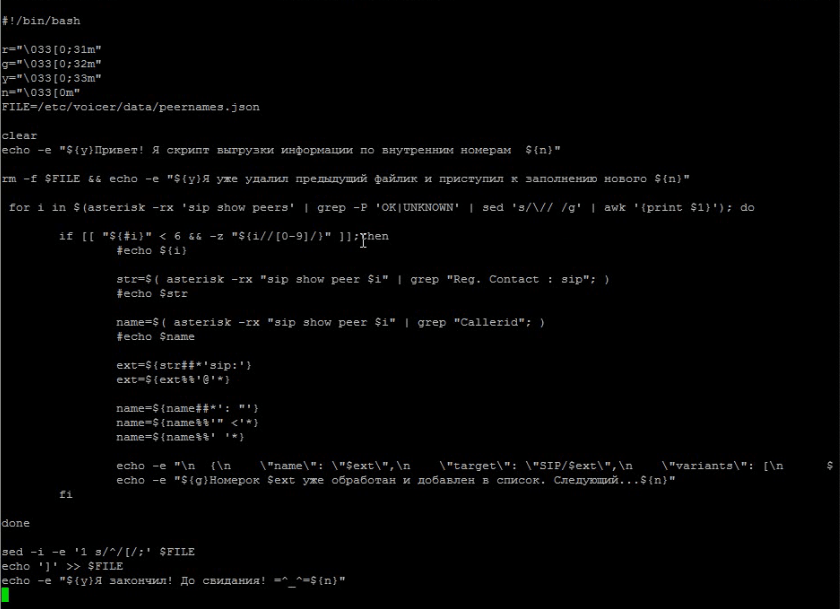 #!/bin/bash
r="\033[0;31m"
g="\033[0;32m"
y="\033[0;33m"
n="\033[0m"
FILE=/etc/voicer/data/peernames.json
clear
echo -e "${y}Привет! Я скрипт выгрузки информации по внутренним номерам  ${n}"
rm -f $FILE && echo -e "${y}Я уже удалил предыдущий файлик и приступил к заполнению нового ${n}"
for i in $(asterisk -rx 'sip show peers' | grep -P 'OK|UNKNOWN' | sed 's/\// /g' | awk '{print $1}'); do
if [[ "${#i}" < 6 && -z "${i//[0-9]/}" ]];then
#echo ${i}
str=$( asterisk -rx "sip show peer $i" | grep "Reg. Contact : sip"; )
#echo $str
name=$( asterisk -rx "sip show peer $i" | grep "Callerid"; )
#echo $name
ext=${str##*'sip:'}
ext=${ext%%'@'*}
name=${name##*': "'}
name=${name%%'" <'*}
name=${name%%' '*}
echo -e "\n  {\n    \"name\": \"$ext\",\n    \"target\": \"SIP/$ext\",\n    \"variants\": [\n      $
echo -e "${g}Номерок $ext уже обработан и добавлен в список. Следующий...${n}"
fi
done
sed -i -e '1 s/^/[/;' $FILE
echo ']' >> $FILE
echo -e "${y}Я закончил! До свидания! =^_^=${n}"